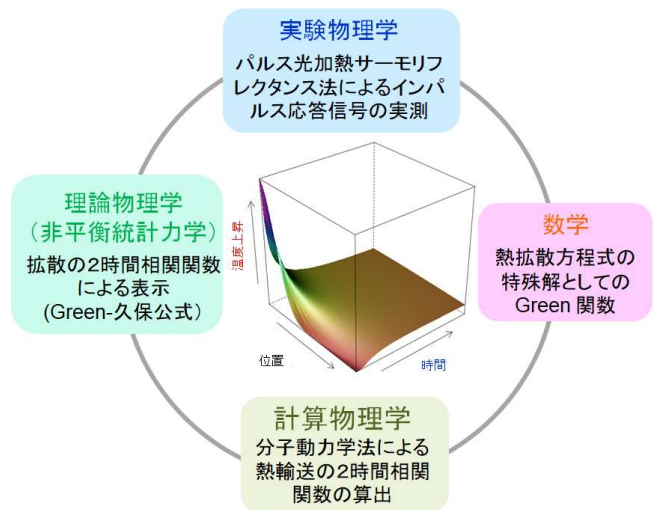 実験物理学
パルス光加熱サーモリフ
レクタンス法によるインパ
ルス応答信号の実測
理論物理学
(非平衡統計力学)
拡散の2時間相関関数
による表示
(Green-久保公式)
数学
熱拡散方程式の
特殊解としての
Green 関数
温度上昇
位置
時間
計算物理学
分子動力学法による
熱輸送の2時間相関
関数の算出